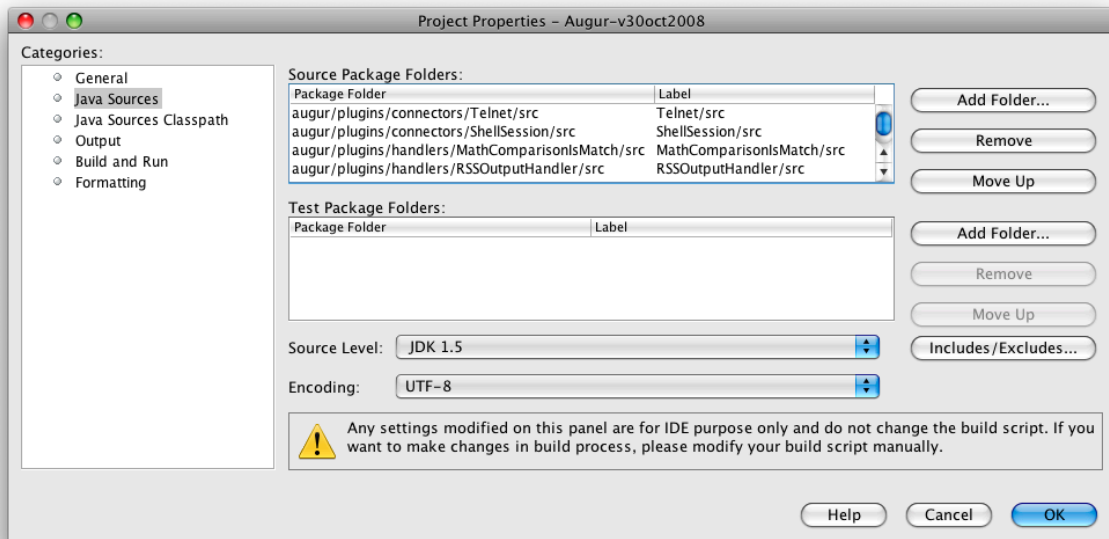 Project Properties – Augur-v30oct2008
Categories:
General
Java Sources
Java Sources Classpath
Output
Build and Run
Formatting
Source Package Folders:
Package Folder Label
augur/plugins/connectors/Telnet/src Telnet/src
augur/plugins/connectors/ShellSession/src ShellSession/src
augur/plugins/handlers/MathComparisonIsMatch/src MathComparisonIsMatch/src
augur/plugins/handlers/RSSOutputHandler/src RSSOutputHandler/src
Add Folder...
Remove
Move Up
Test Package Folders:
Package Folder Label
Add Folder...
Remove
Move Up
Source Level: JDK 1.5
Includes/Excludes...
Encoding: UTF-8
Any settings modified on this panel are for IDE purpose only and do not change the build script. If you
want to make changes in build process, please modify your build script manually.
Help Cancel OK